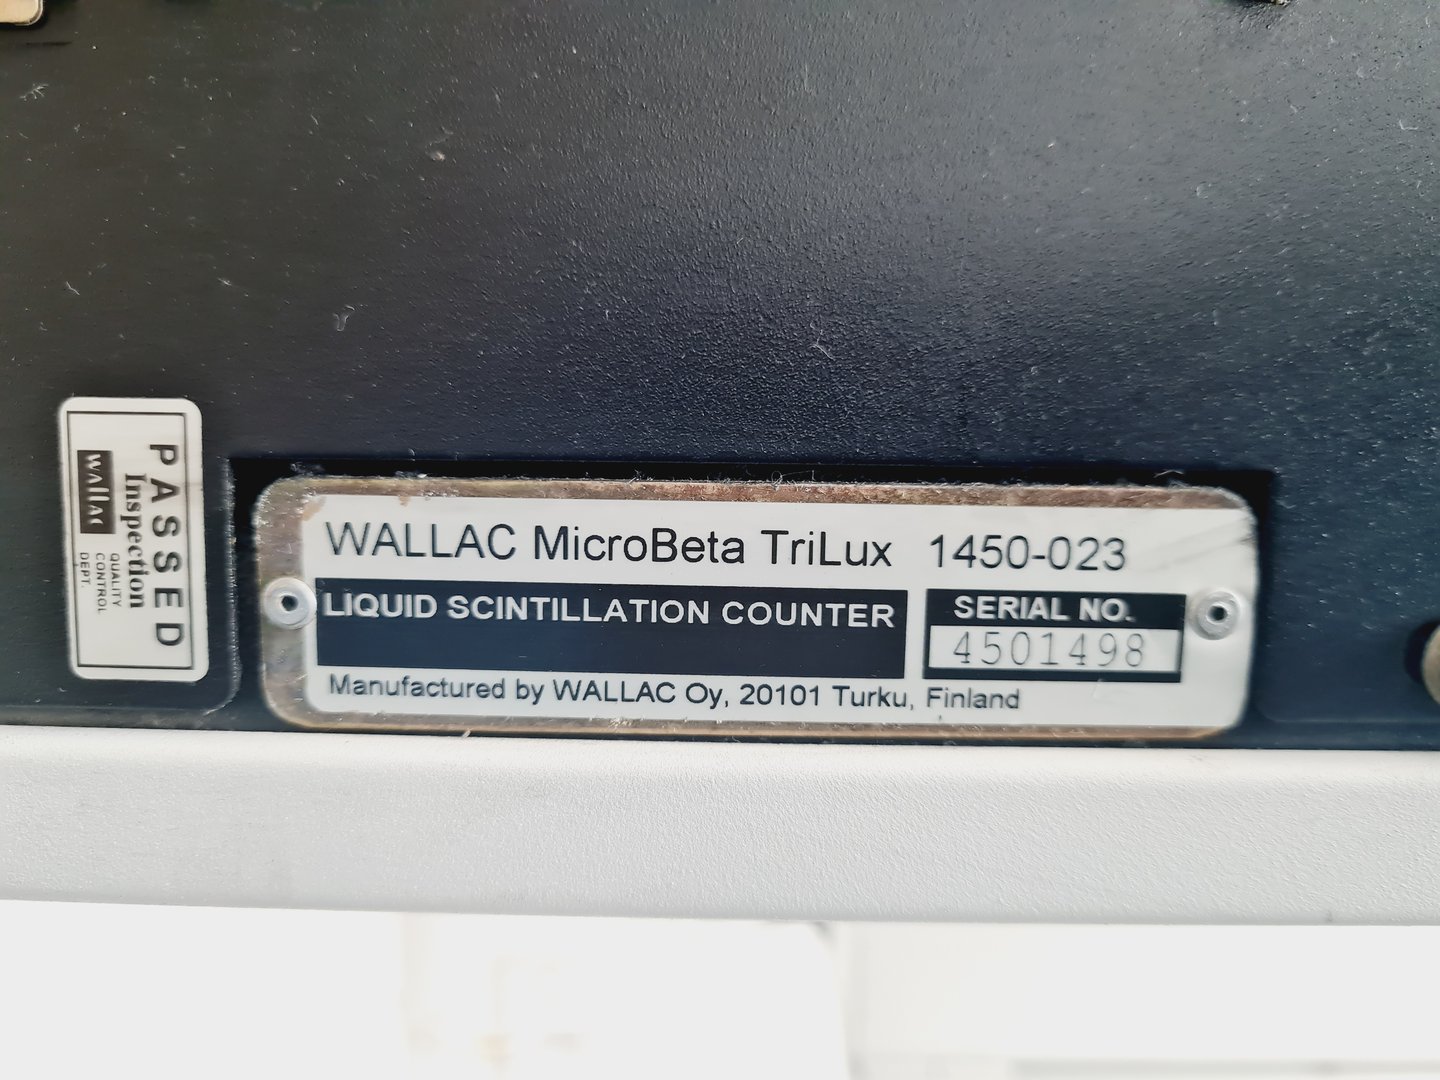 PASSED
Inspection
wallac
QUALITY
CONTROL
DEPT.
WALLAC MicroBeta TriLux 1450-023
LIQUID SCINTILLATION COUNTER
SERIAL NO.
4501498
Manufactured by WALLAC Oy, 20101 Turku, Finland